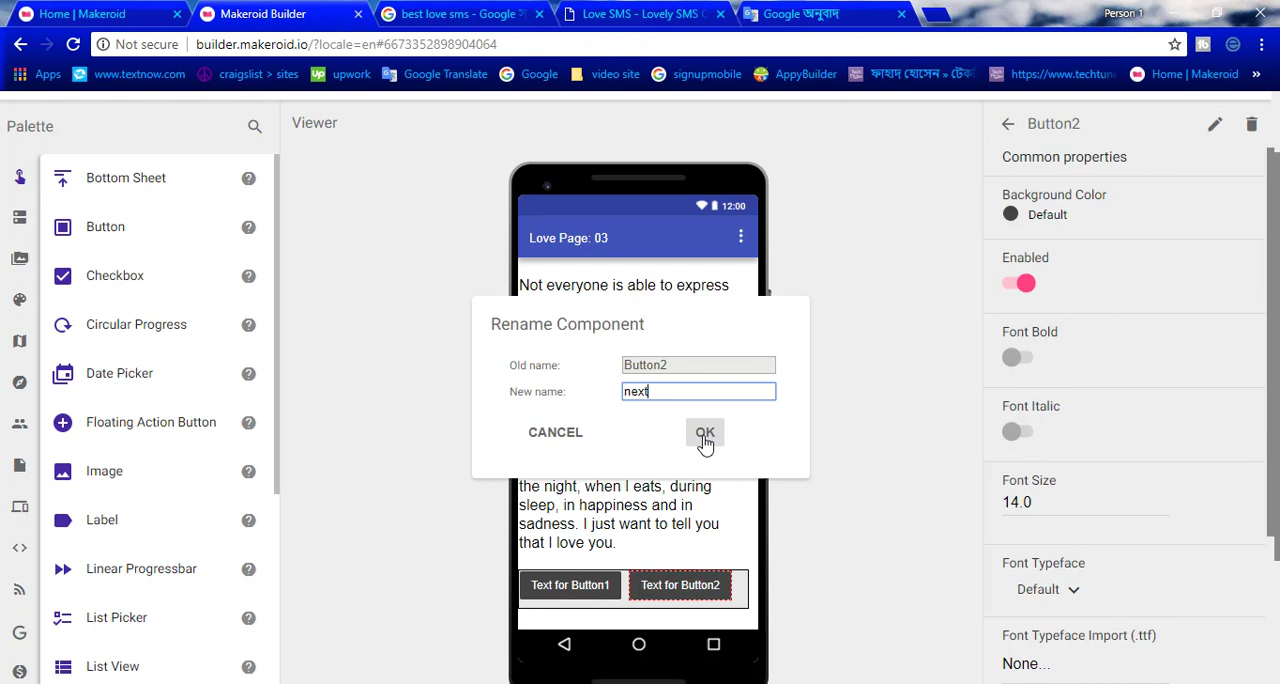 Home | Makeroid
Makeroid Builder
best love sms - Google স
Love SMS - Lovely SMS C
Google অনুবাদ
Person 1
Not secure
builder.makeroid.io/?locale=en#6673352898904064
Apps
www.textnow.com
craigslist > sites
upwork
Google Translate
Google
video site
signupmobile
AppyBuilder
ফাহাদ হোসেন » টেক
https://www.techtun
Home | Makeroid
»
Palette
Viewer
Button2
Common properties
Bottom Sheet
Button
Checkbox
Circular Progress
Date Picker
Floating Action Button
Image
Label
Linear Progressbar
List Picker
List View
12:00
Love Page: 03
Not everyone is able to express
Rename Component
Old name:
Button2
New name:
next
CANCEL
OK
the night, when I eats, during
sleep, in happiness and in
sadness. I just want to tell you
that I love you.
Text for Button1
Text for Button2
Background Color
Default
Enabled
Font Bold
Font Italic
Font Size
14.0
Font Typeface
Default
Font Typeface Import (.ttf)
None...